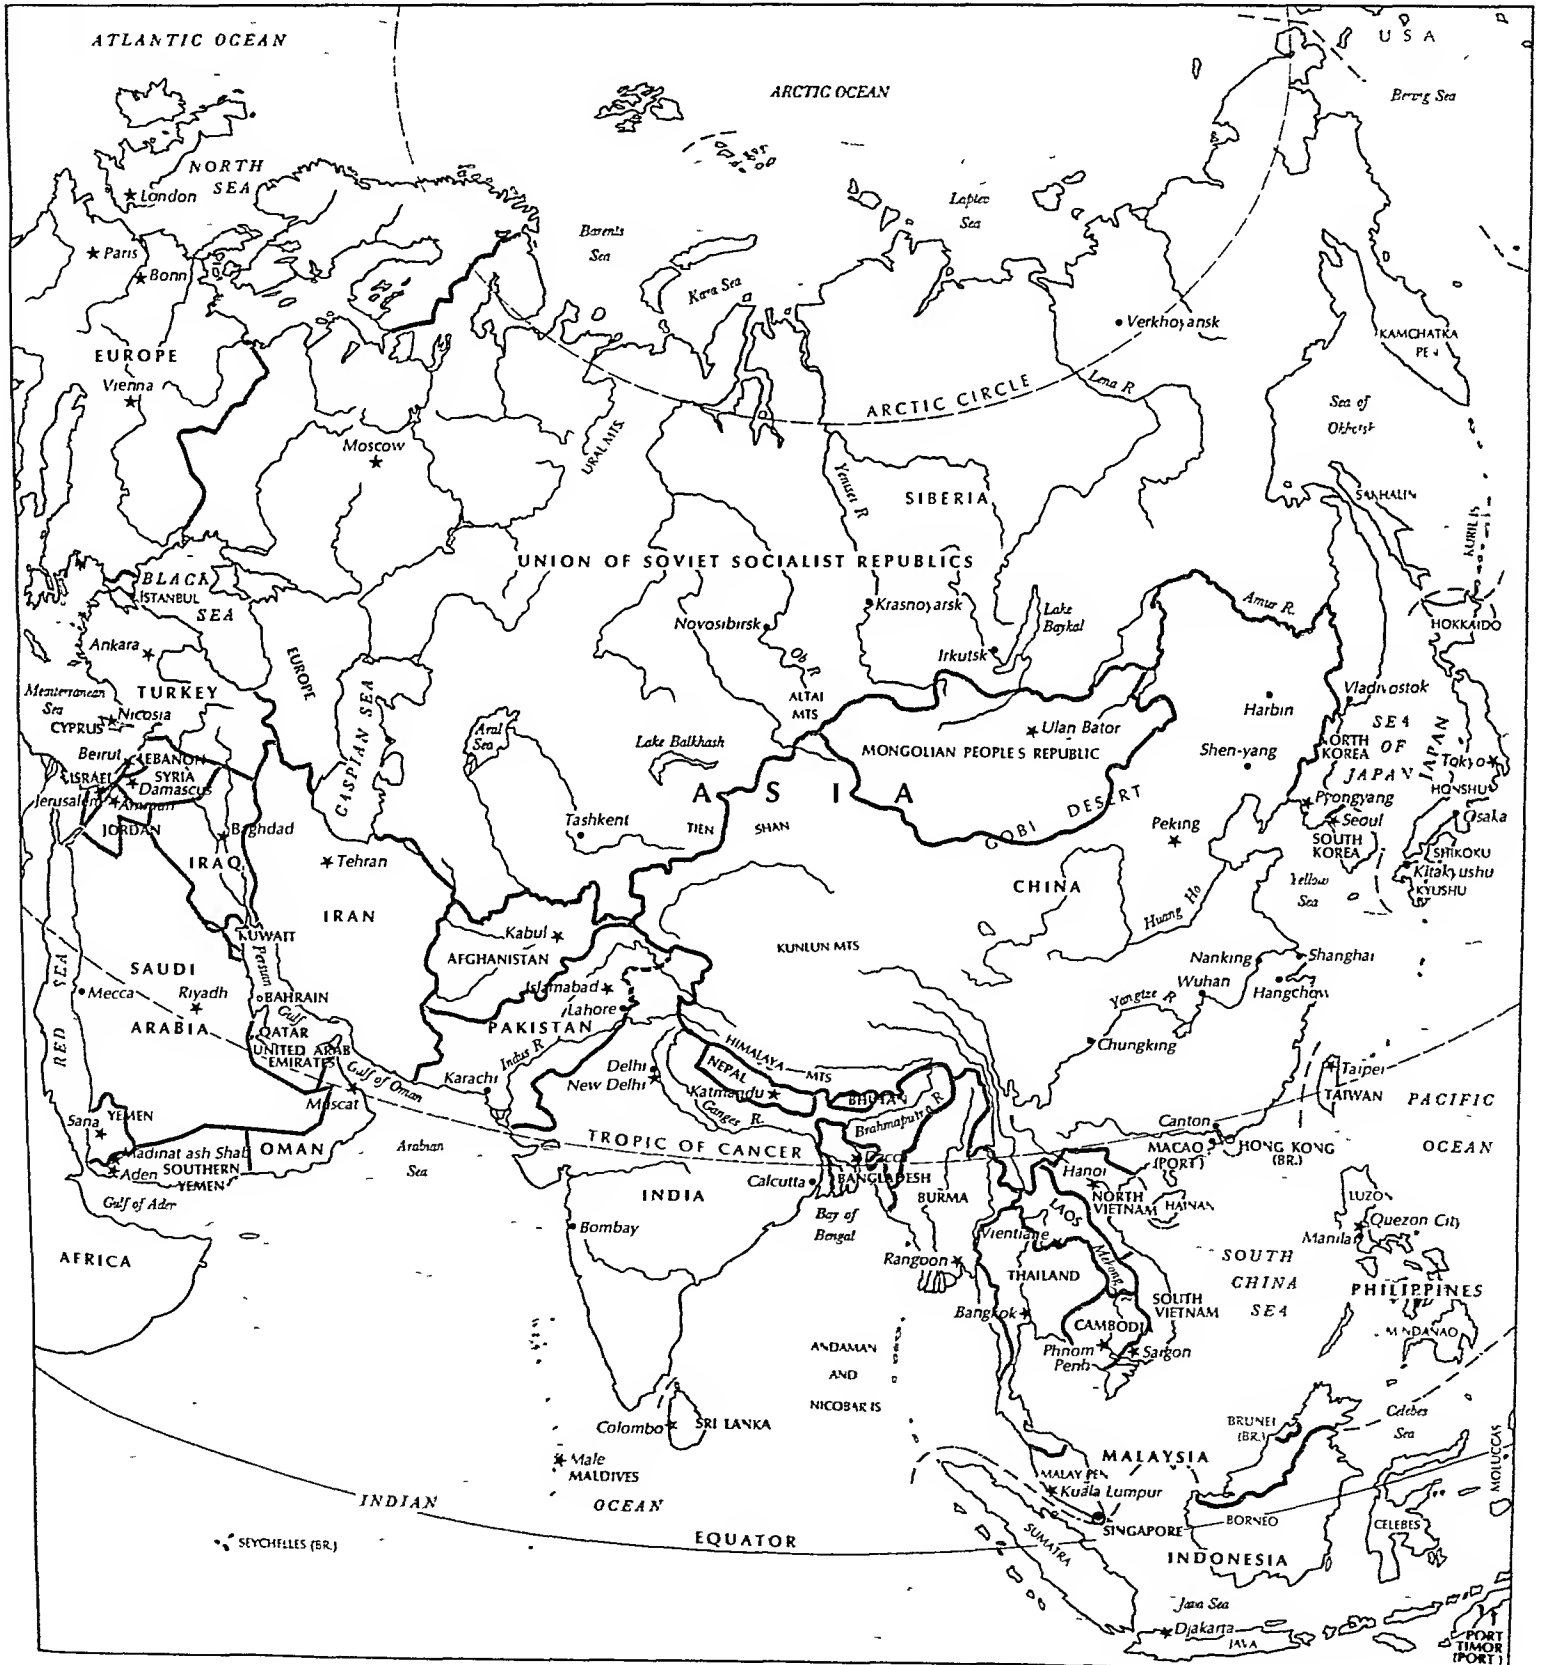 ATLANTIC OCEAN
ARCTIC OCEAN
U S A
NORTH
SEA
London
Barents
Sea
Sea
Paris
Bonn
Kara Sea
Verkhoyansk
KAMCHATKA
EUROPE
Vienna
ARCTIC CIRCLE
Lena R
Sea of
Moscow
URAL MTS.
Yenisei R
SIBERIA
SAKHALIN
KURIL IS
UNION OF SOVIET SOCIALIST REPUBLICS
BLACK
SEA
ISTANBUL
Krasnoyarsk
Lake
Baykal
Amur R.
Novosibirsk
HOKKAIDO
Ankara
EUROPE
Irkutsk
Ob R
Mediterranean
Sea
TURKEY
CASPIAN SEA
ALTAI
MTS
Vladivostok
CYPRUS
Nicosia
Aral
Sea
Ulan Bator
Harbin
SEA
OF
JAPAN
JAPAN
Beirut
LEBANON
SYRIA
Lake Balkhash
MONGOLIAN PEOPLES REPUBLIC
Shen-yang
NORTH
KOREA
Tokyo
ISRAEL
Damascus
ASIA
GOBI DESERT
HONSHU
Jerusalem
Amman
Pyongyang
JORDAN
Baghdad
Tashkent
TIEN SHAN
Peking
Seoul
Osaka
SOUTH
KOREA
SHIKOKU
IRAQ
Tehran
Kitakyushu
KYUSHU
CHINA
Yellow
Sea
IRAN
Huang Ho
KUWAIT
Kabul
AFGHANISTAN
KUNLUN MTS
Nanking
Shanghai
SAUDI
ARABIA
Persian
Gulf
RED SEA
Mecca
Riyadh
BAHRAIN
Islamabad
Lahore
Wuhan
Hangchow
Yangtze R
PAKISTAN
QATAR
UNITED ARAB
EMIRATES
Gulf of Oman
Indus R
HIMALAYA MTS
Chungking
Karachi
Delhi
New Delhi
NEPAL
Katmandu
Taipei
TAIWAN
PACIFIC
OCEAN
Muscat
BHUTAN
Brahmaputra R
Ganges R.
YEMEN
Sana
Canton
TROPIC OF CANCER
MACAO
(PORT)
HONG KONG
(BR.)
OMAN
Arabian
Sea
Madinat ash Shab
Aden
SOUTHERN
YEMEN
Calcutta
BANGLADESH
Hanoi
INDIA
BURMA
NORTH
VIETNAM
HAINAN
LUZON
Gulf of Aden
Bay of
Bengal
LAOS
Bombay
Vientiane
Quezon City
Manila
AFRICA
Rangoon
Mekong
SOUTH
CHINA
SEA
THAILAND
PHILIPPINES
Bangkok
SOUTH
VIETNAM
CAMBODIA
MINDANAO
ANDAMAN
AND
NICOBAR IS
Phnom
Penh
Saigon
Colombo
SRI LANKA
BRUNEI
(BR.)
Celebes
Sea
MOLUCCAS
Male
MALDIVES
MALAYSIA
MALAY PEN
Kuala Lumpur
INDIAN
OCEAN
SINGAPORE
BORNEO
CELEBES
SEYCHELLES (BR.)
EQUATOR
SUMATRA
INDONESIA
Java Sea
Djakarta
JAVA
PORT
TIMOR
(PORT)